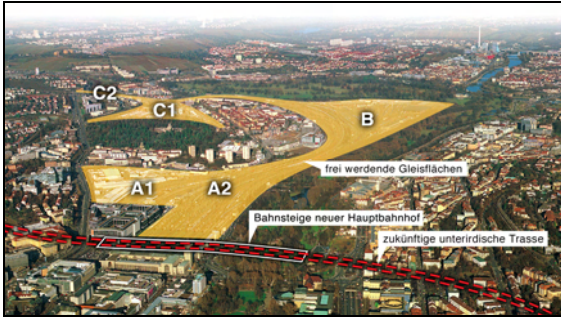 C2
C1
B
frei werdende Gleisflächen
A1
A2
Bahnsteige neuer Hauptbahnhof
zukünftige unterirdische Trasse